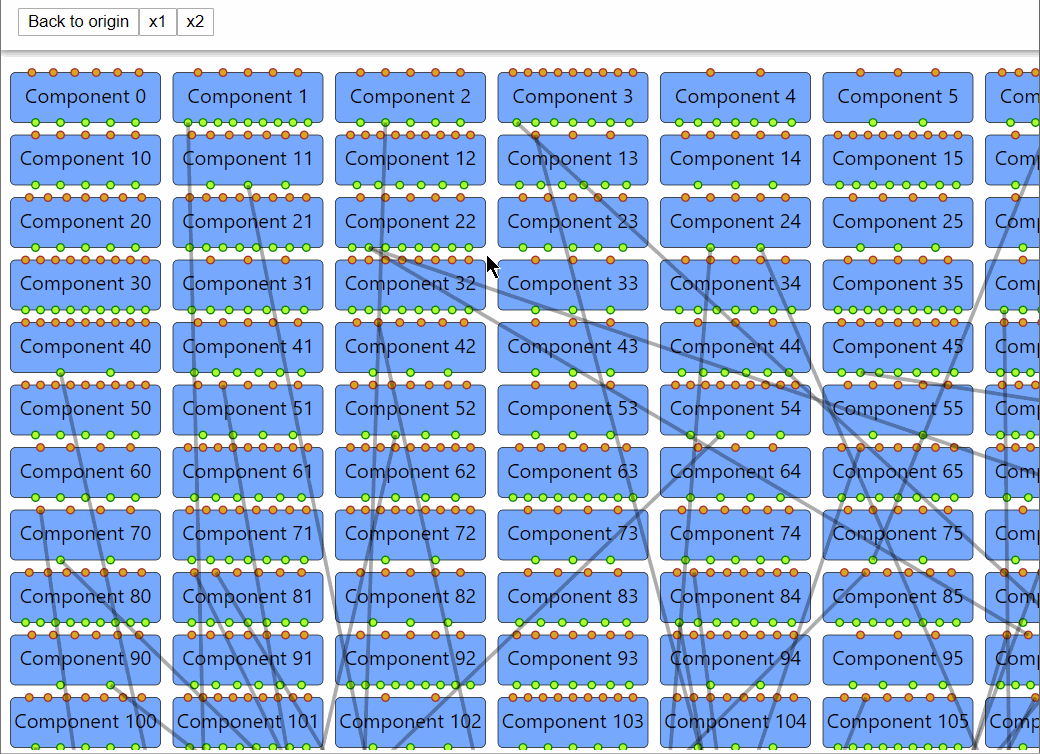 Back to origin x1 x2
Component 0 Component 1 Component 2 Component 3 Component 4 Component 5 Com
Component 10 Component 11 Component 12 Component 13 Component 14 Component 15 Comp
Component 20 Component 21 Component 22 Component 23 Component 24 Component 25 Comp
Component 30 Component 31 Component 32 Component 33 Component 34 Component 35 Comp
Component 40 Component 41 Component 42 Component 43 Component 44 Component 45 Comp
Component 50 Component 51 Component 52 Component 53 Component 54 Component 55 Comp
Component 60 Component 61 Component 62 Component 63 Component 64 Component 65 Comp
Component 70 Component 71 Component 72 Component 73 Component 74 Component 75 Comp
Component 80 Component 81 Component 82 Component 83 Component 84 Component 85 Comp
Component 90 Component 91 Component 92 Component 93 Component 94 Component 95 Comp
Component 100 Component 101 Component 102 Component 103 Component 104 Component 105 Comp